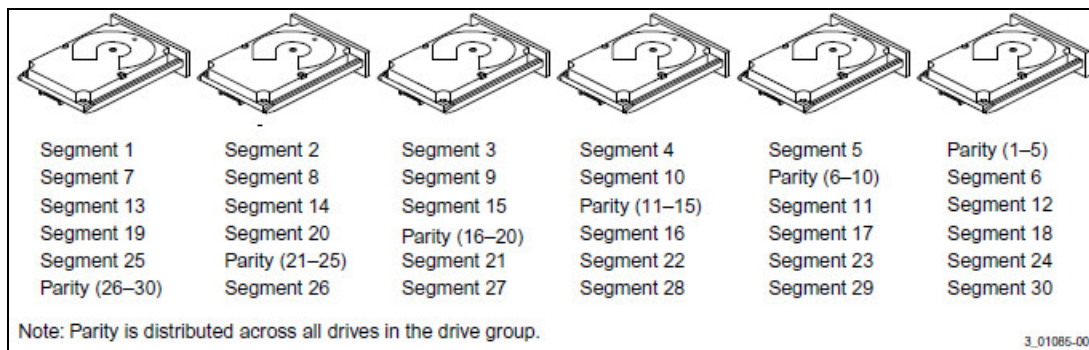 Segment 1 Segment 2 Segment 3 Segment 4 Segment 5 Parity (1–5)
Segment 7 Segment 8 Segment 9 Segment 10 Parity (6–10) Segment 6
Segment 13 Segment 14 Segment 15 Parity (11–15) Segment 11 Segment 12
Segment 19 Segment 20 Parity (16–20) Segment 16 Segment 17 Segment 18
Segment 25 Parity (21–25) Segment 21 Segment 22 Segment 23 Segment 24
Parity (26–30) Segment 26 Segment 27 Segment 28 Segment 29 Segment 30
Note: Parity is distributed across all drives in the drive group.
3_01085-00